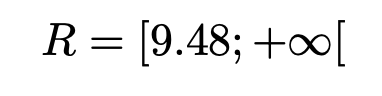 R = [9.48; +∞[